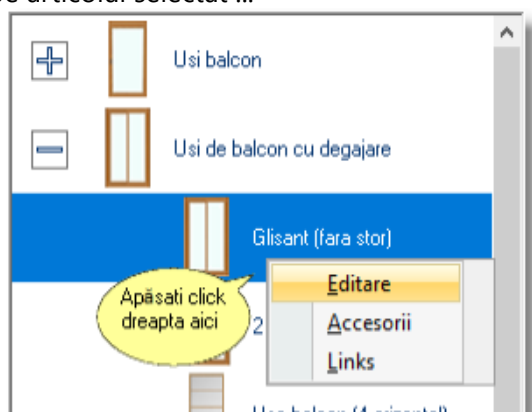 articolul selectat ...
Usi balcon
Usi de balcon cu degajare
Glisant (fara stor)
Editare
Apăsati click
dreapta aici
2
Accesorii
Links